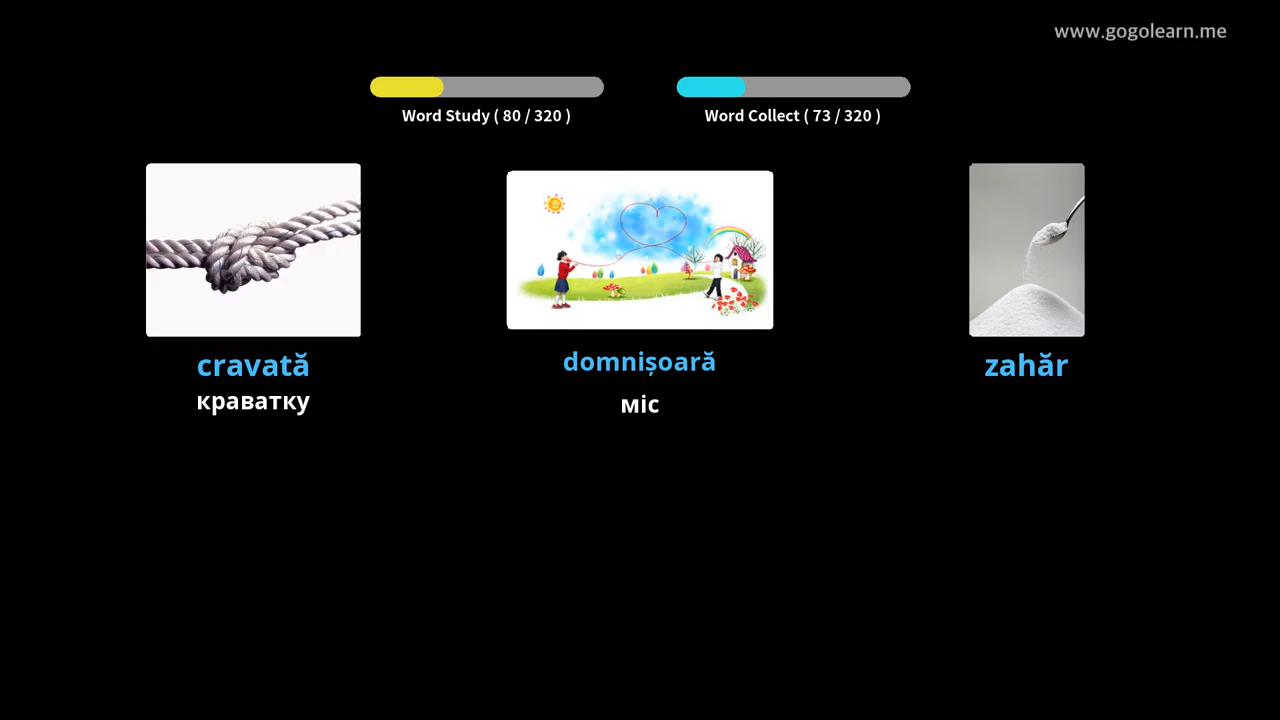 www.gogolearn.me
Word Study ( 80 / 320 )
Word Collect ( 73 / 320 )
cravată
краватку
domnișoară
міс
zahăr